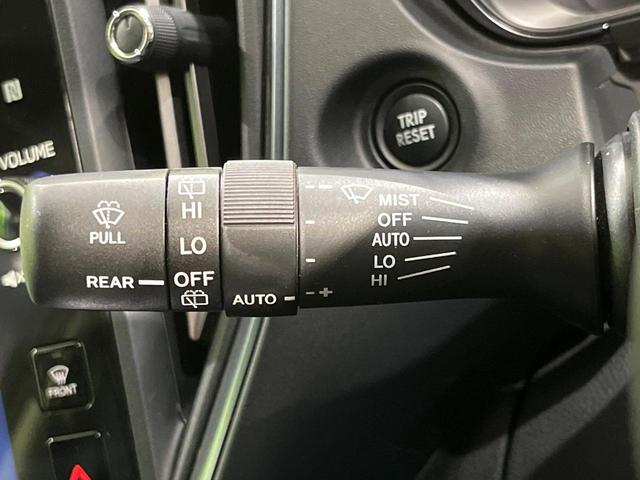 N
VOLUME
TRIP
RESET
PULL
REAR
HI
LO
OFF
AUTO
-
+
MIST
OFF
AUTO
LO
HI
FRONT